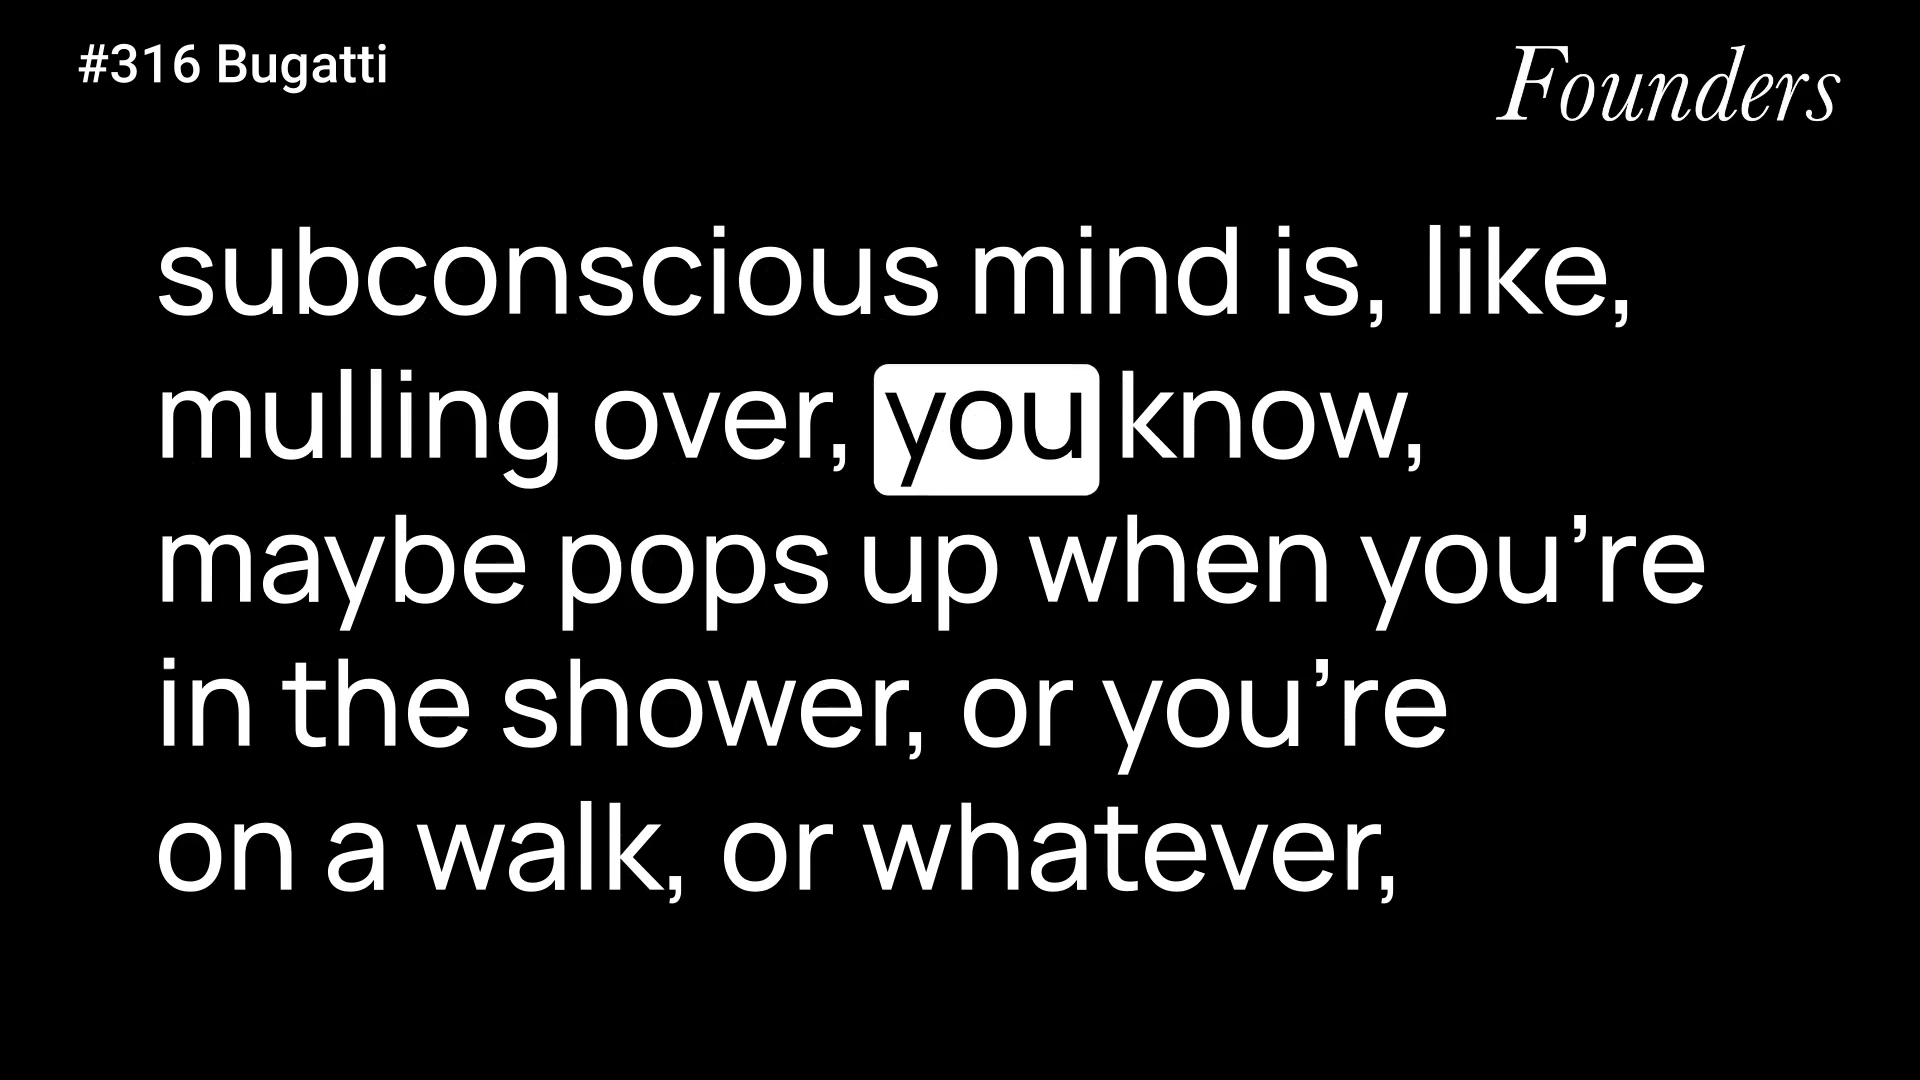 #316 Bugatti
Founders
subconscious mind is, like,
mulling over, you know,
maybe pops up when you’re
in the shower, or you’re
on a walk, or whatever,